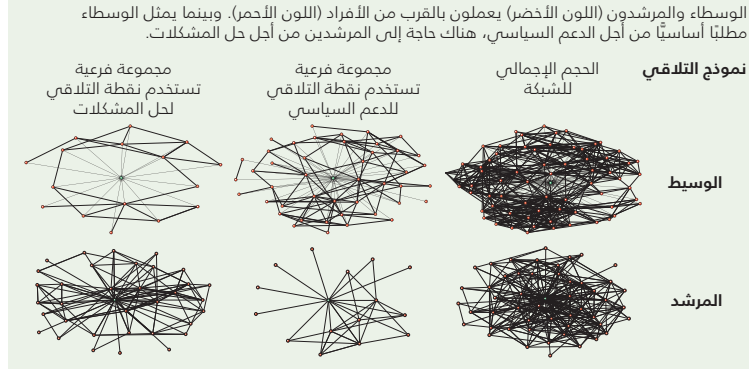 الوسطاء والمرشدون (اللون الأخضر) يعملون بالقرب من الأفراد (اللون الأحمر). وبينما يمثل الوسطاء
مطلبًا أساسيًّا من أجل الدعم السياسي، هناك حاجة إلى المرشدين من أجل حل المشكلات.
نموذج التلاقي
الحجم الإجمالي
للشبكة
مجموعة فرعية
تستخدم نقطة التلاقي
للدعم السياسي
مجموعة فرعية
تستخدم نقطة التلاقي
لحل المشكلات
الوسيط
المرشد